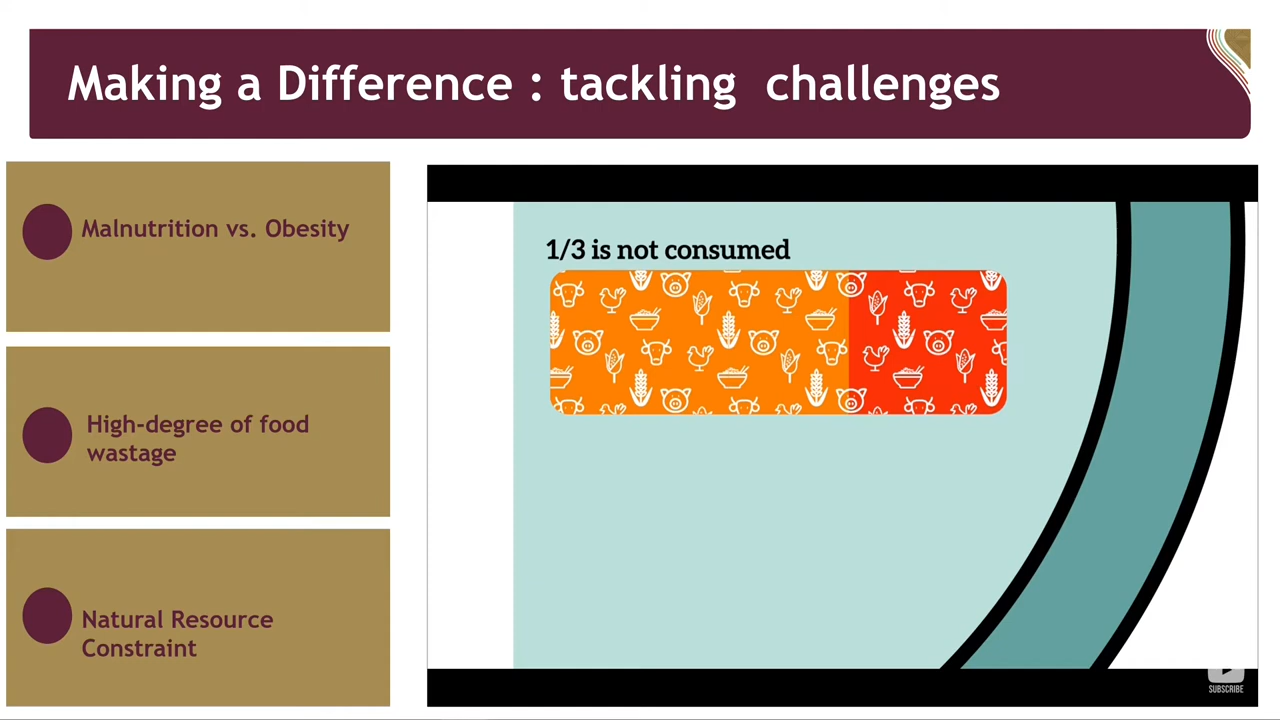 Making a Difference : tackling challenges
Malnutrition vs. Obesity
High-degree of food
wastage
Natural Resource
Constraint
1/3 is not consumed
SUBSCRIBE